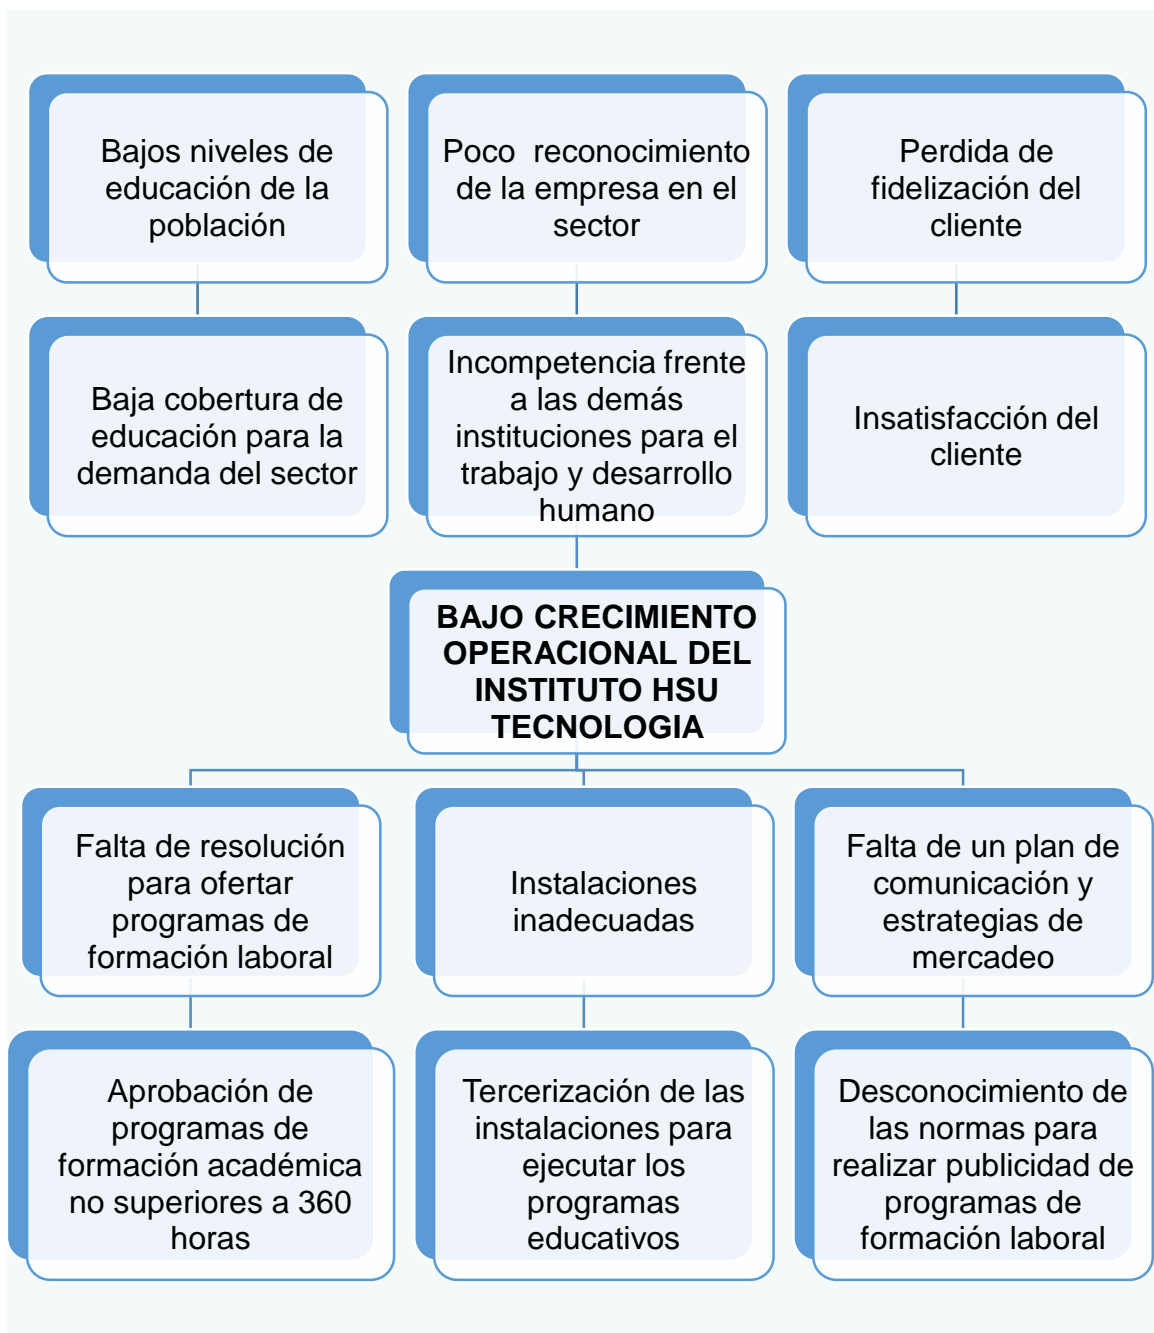 Bajos niveles de
educación de la
población
Poco reconocimiento
de la empresa en el
sector
Perdida de
fidelización del
cliente
Baja cobertura de
educación para la
demanda del sector
Incompetencia frente
a las demás
instituciones para el
trabajo y desarrollo
humano
Insatisfacción del
cliente
BAJO CRECIMIENTO
OPERACIONAL DEL
INSTITUTO HSU
TECNOLOGIA
Falta de resolución
para ofertar
programas de
formación laboral
Instalaciones
inadecuadas
Falta de un plan de
comunicación y
estrategias de
mercadeo
Aprobación de
programas de
formación académica
no superiores a 360
horas
Tercerización de las
instalaciones para
ejecutar los
programas
educativos
Desconocimiento de
las normas para
realizar publicidad de
programas de
formación laboral